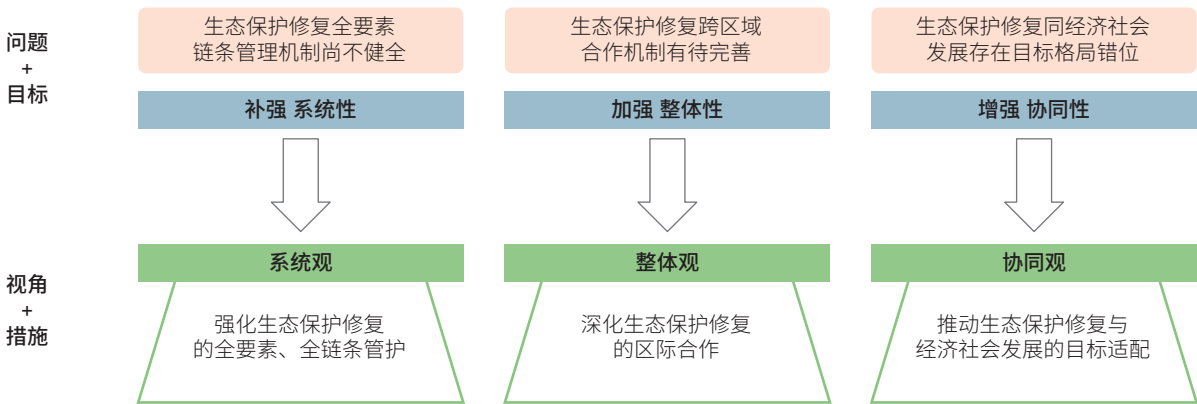 问题
+
目标
生态保护修复全要素
链条管理机制尚不健全
生态保护修复跨区域
合作机制有待完善
生态保护修复同经济社会
发展存在目标格局错位
补强 系统性
加强 整体性
增强 协同性
视角
+
措施
系统观
整体观
协同观
强化生态保护修复
的全要素、全链条管护
深化生态保护修复
的区际合作
推动生态保护修复与
经济社会发展的目标适配